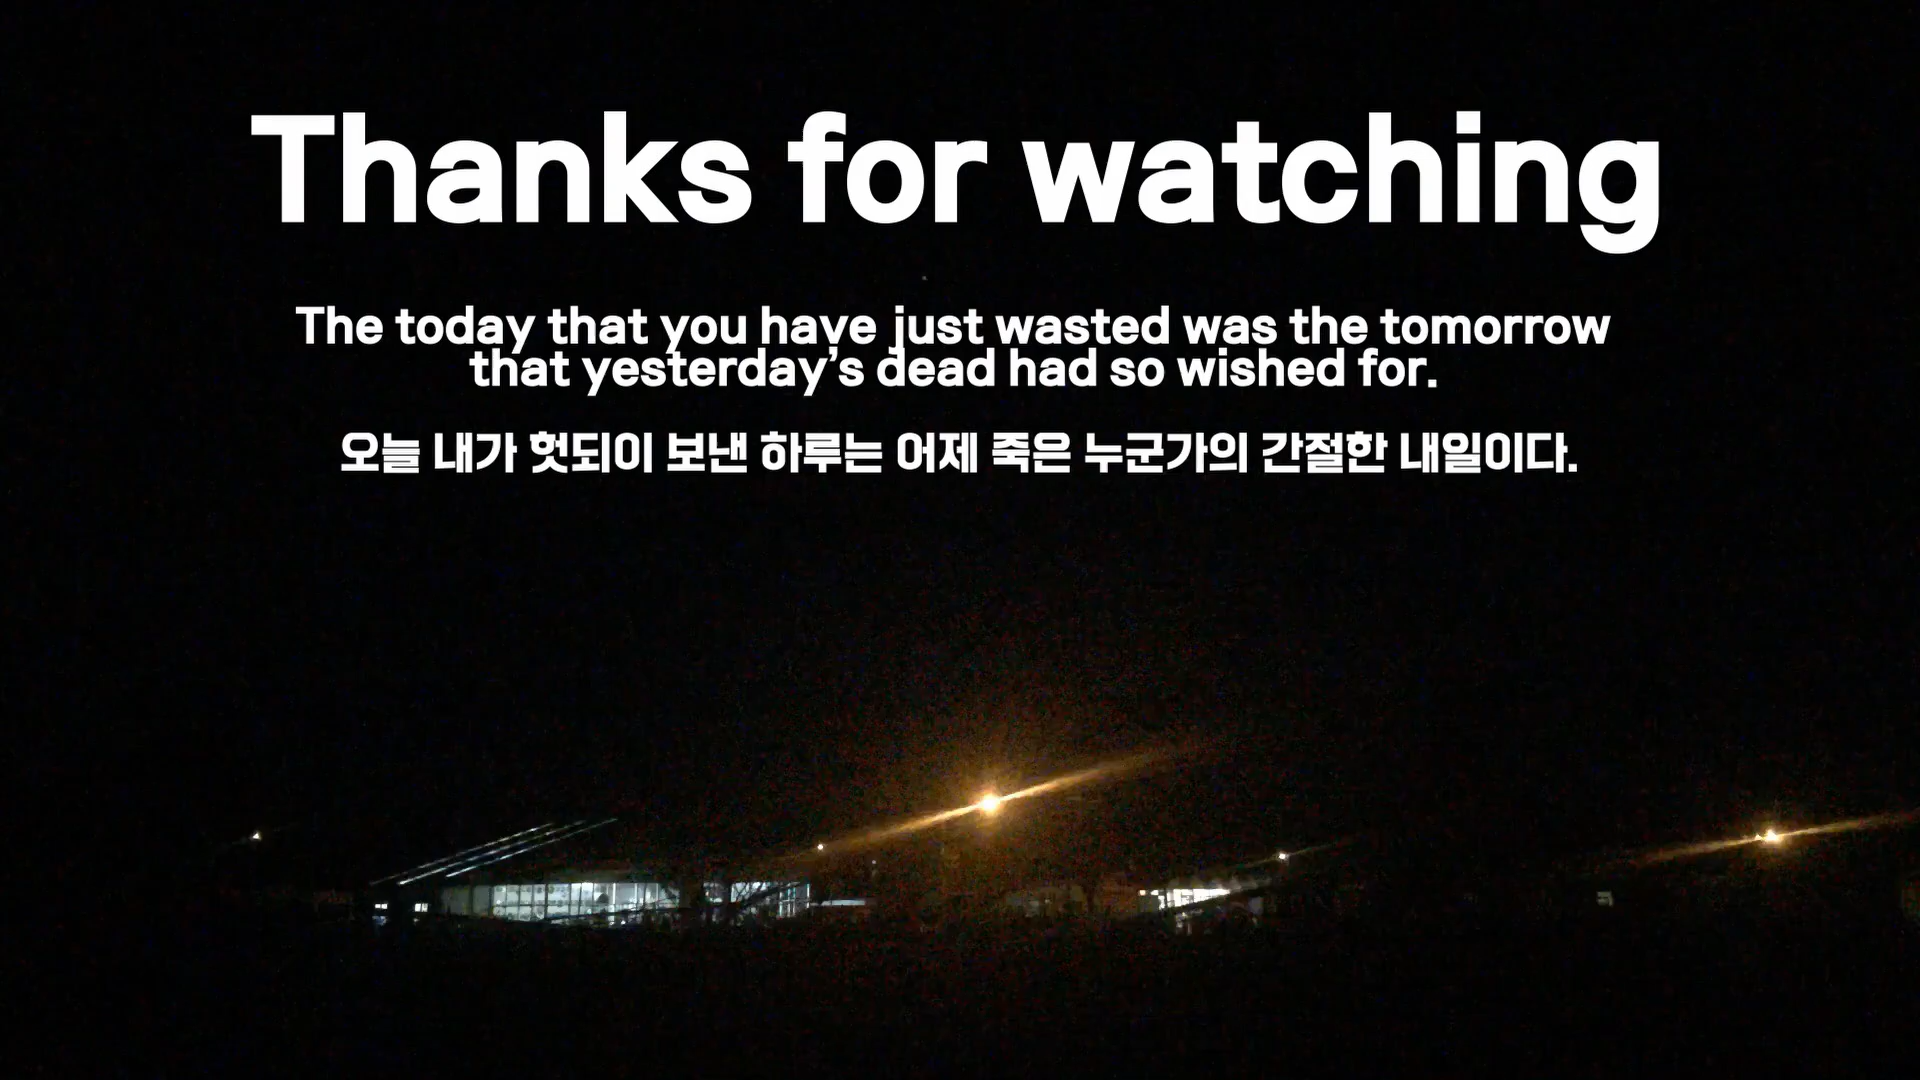 Thanks for watching
The today that you have just wasted was the tomorrow
that yesterday’s dead had so wished for.
오늘 내가 헛되이 보낸 하루는 어제 죽은 누군가의 간절한 내일이다.